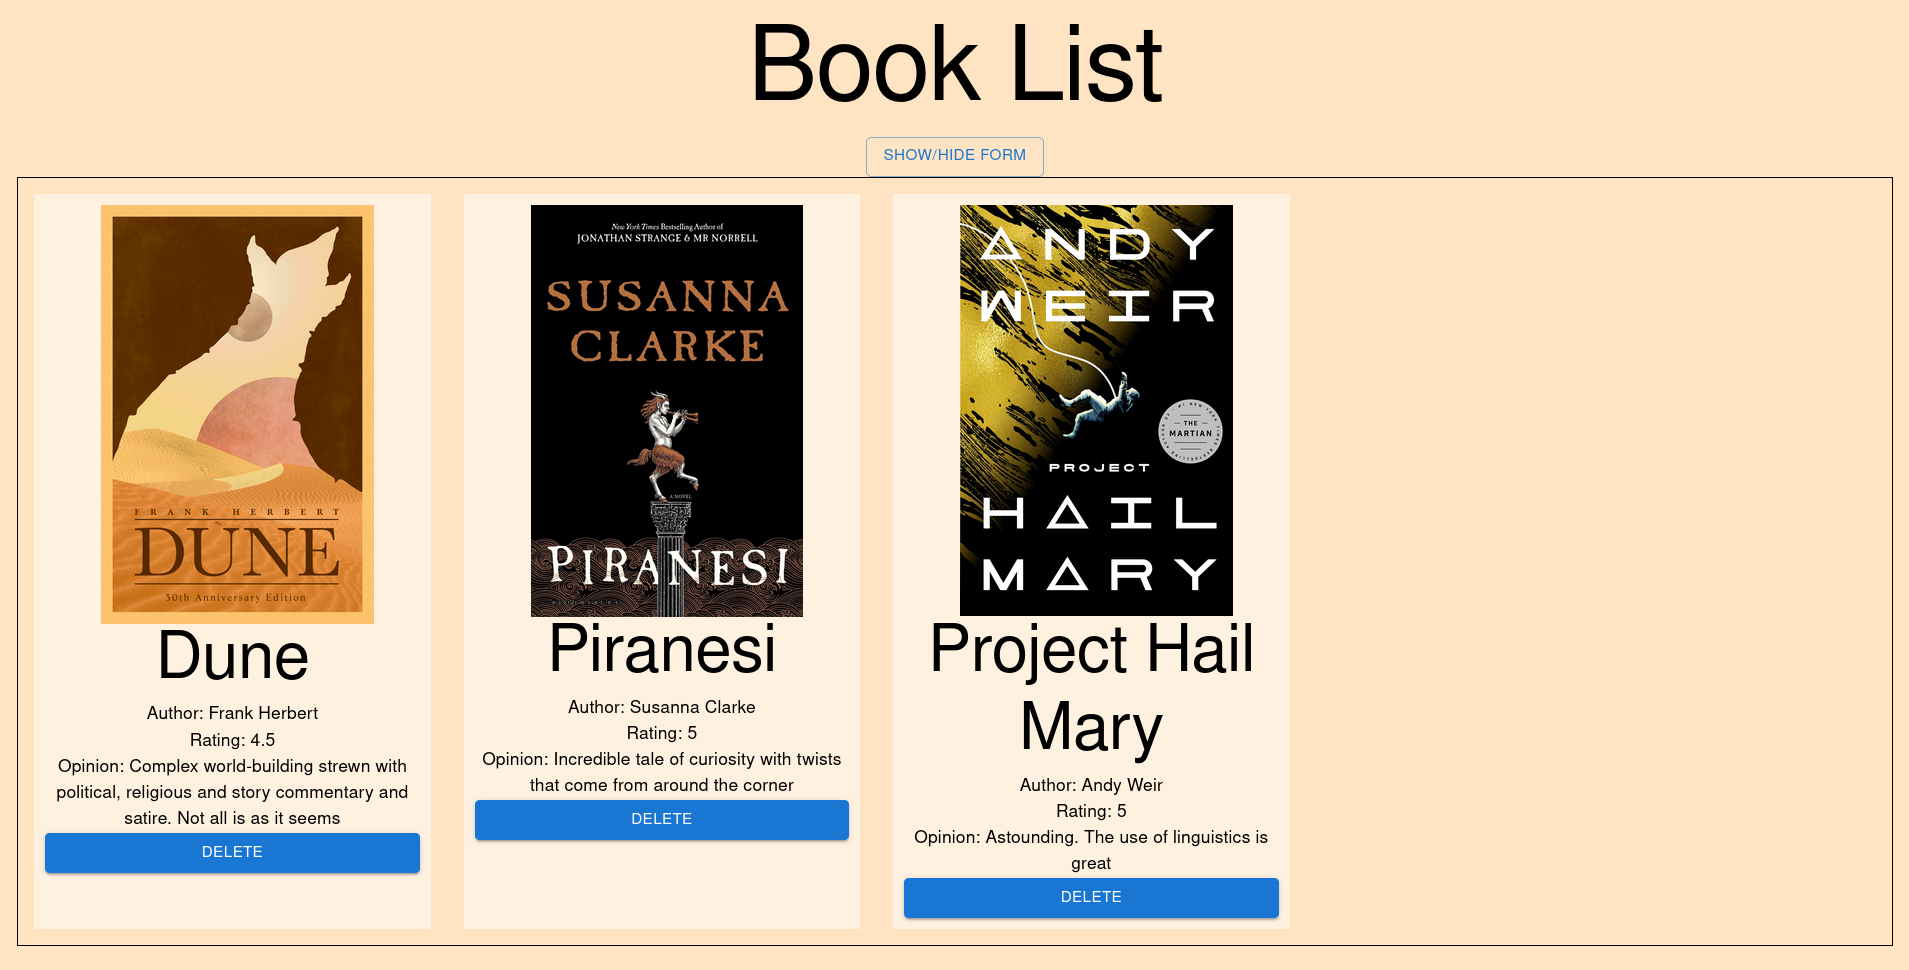 Book List
SHOW/HIDE FORM
FRANK HERBERT
DUNE
50th Anniversary Edition
Dune
Author: Frank Herbert
Rating: 4.5
Opinion: Complex world-building strewn with
political, religious and story commentary and
satire. Not all is as it seems
DELETE
New York Times Bestselling Author of
JONATHAN STRANGE & MR NORRELL
SUSANNA
CLARKE
A NOVEL
PIRANESI
Piranesi
Author: Susanna Clarke
Rating: 5
Opinion: Incredible tale of curiosity with twists
that come from around the corner
DELETE
ANDY
WEIR
THE
MARTIAN
PROJECT
HAIL
MARY
Project Hail
Mary
Author: Andy Weir
Rating: 5
Opinion: Astounding. The use of linguistics is
great
DELETE